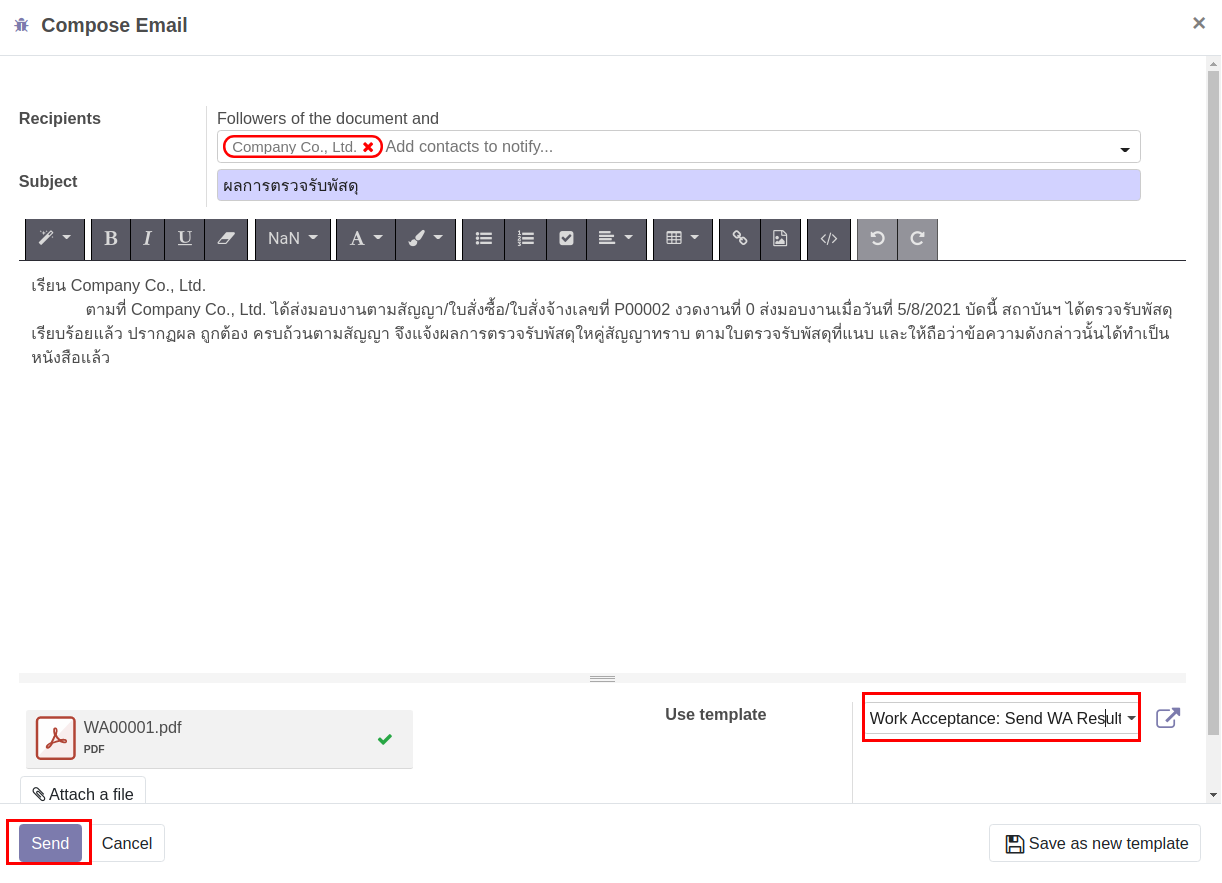 Compose Email
Recipients
Followers of the document and
Company Co., Ltd. Add contacts to notify...
Subject
ผลการตรวจรับพัสดุ
B I U NaN A
เรียน Company Co., Ltd.
ตามที่ Company Co., Ltd. ได้ส่งมอบงานตามสัญญา/ใบสั่งซื้อ/ใบสั่งจ้างเลขที่ P00002 งวดงานที่ 0 ส่งมอบงานเมื่อวันที่ 5/8/2021 บัดนี้ สถาบันฯ ได้ตรวจรับพัสดุ
เรียบร้อยแล้ว ปรากฏผล ถูกต้อง ครบถ้วนตามสัญญา จึงแจ้งผลการตรวจรับพัสดุใหคู่สัญญาทราบ ตามใบตรวจรับพัสดุที่แนบ และให้ถือว่าข้อความดังกล่าวนั้นได้ทำเป็น
หนังสือแล้ว
WA00001.pdf
PDF
Use template
Work Acceptance: Send WA Result
Attach a file
Send
Cancel
Save as new template